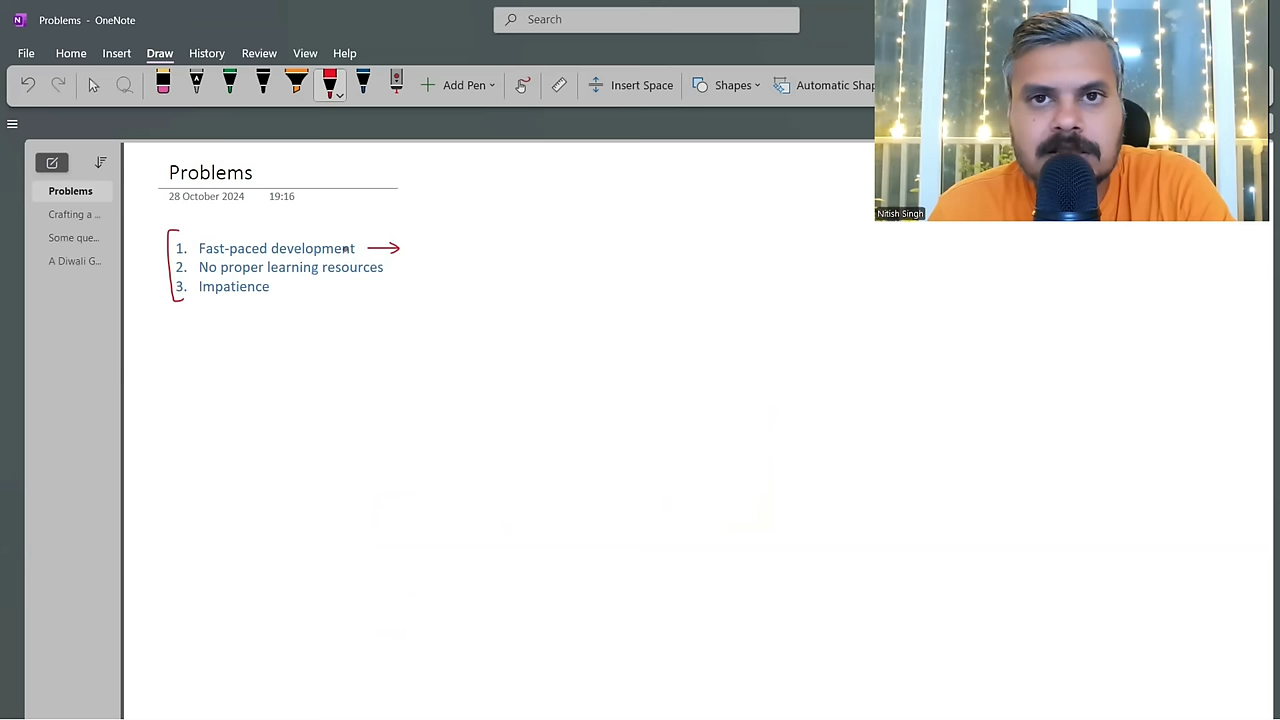 Problems - OneNote
Search
File Home Insert Draw History Review View Help
Add Pen Insert Space Shapes Automatic Shap
Problems
Crafting a ...
Some que...
A Diwali G...
Problems
28 October 2024 19:16
1. Fast-paced development
2. No proper learning resources
3. Impatience
Nitish Singh